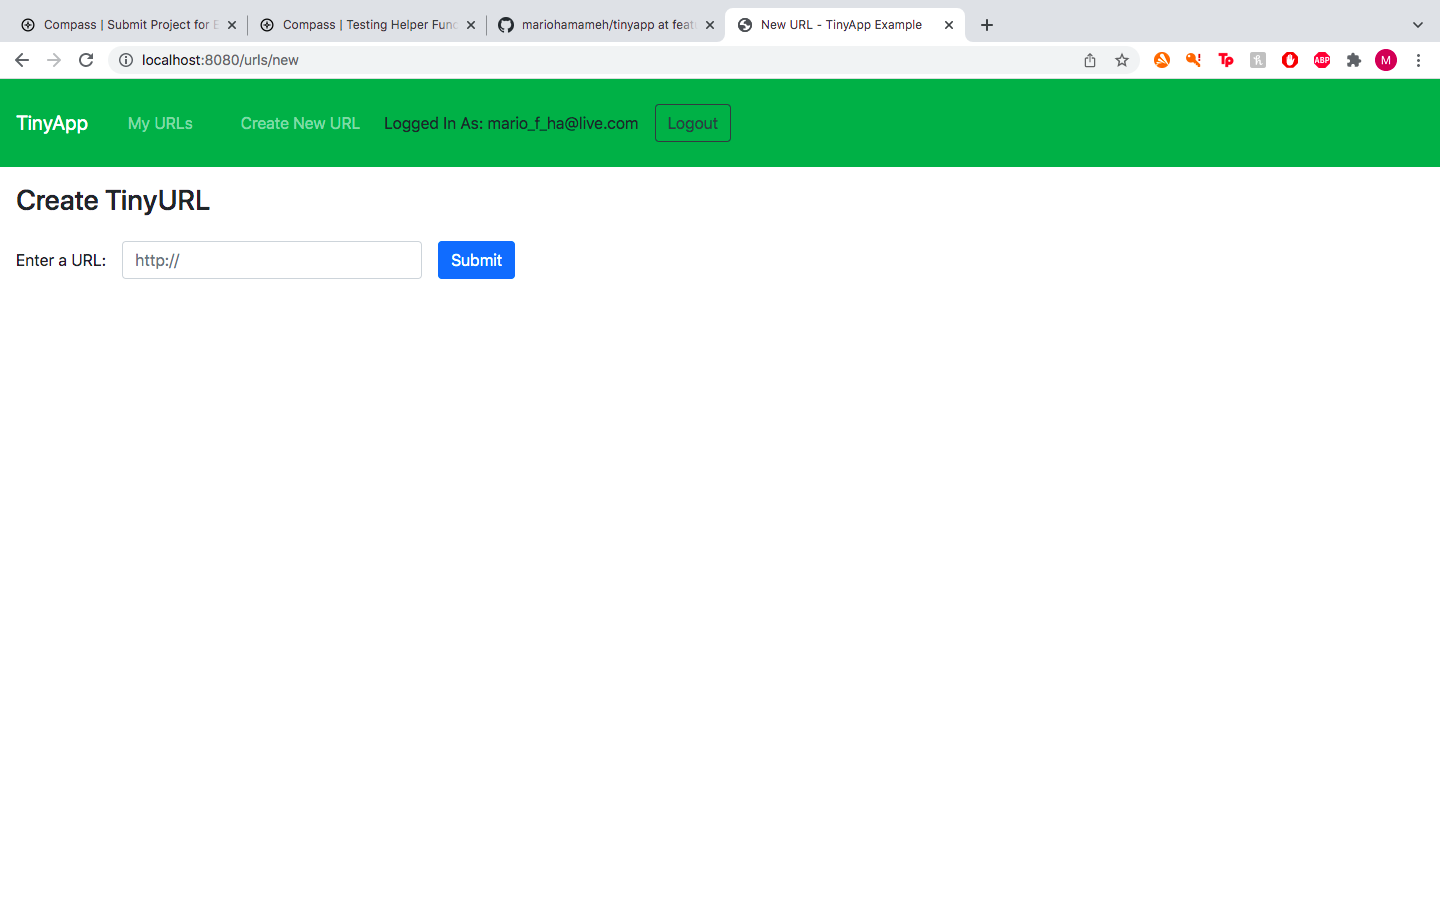 Compass | Submit Project for E
Compass | Testing Helper Func
mariohamameh/tinyapp at feat
New URL - TinyApp Example
localhost:8080/urls/new
Tp
ABP
M
TinyApp
My URLs
Create New URL
Logged In As: mario_f_ha@live.com
Logout
Create TinyURL
Enter a URL:
http://
Submit